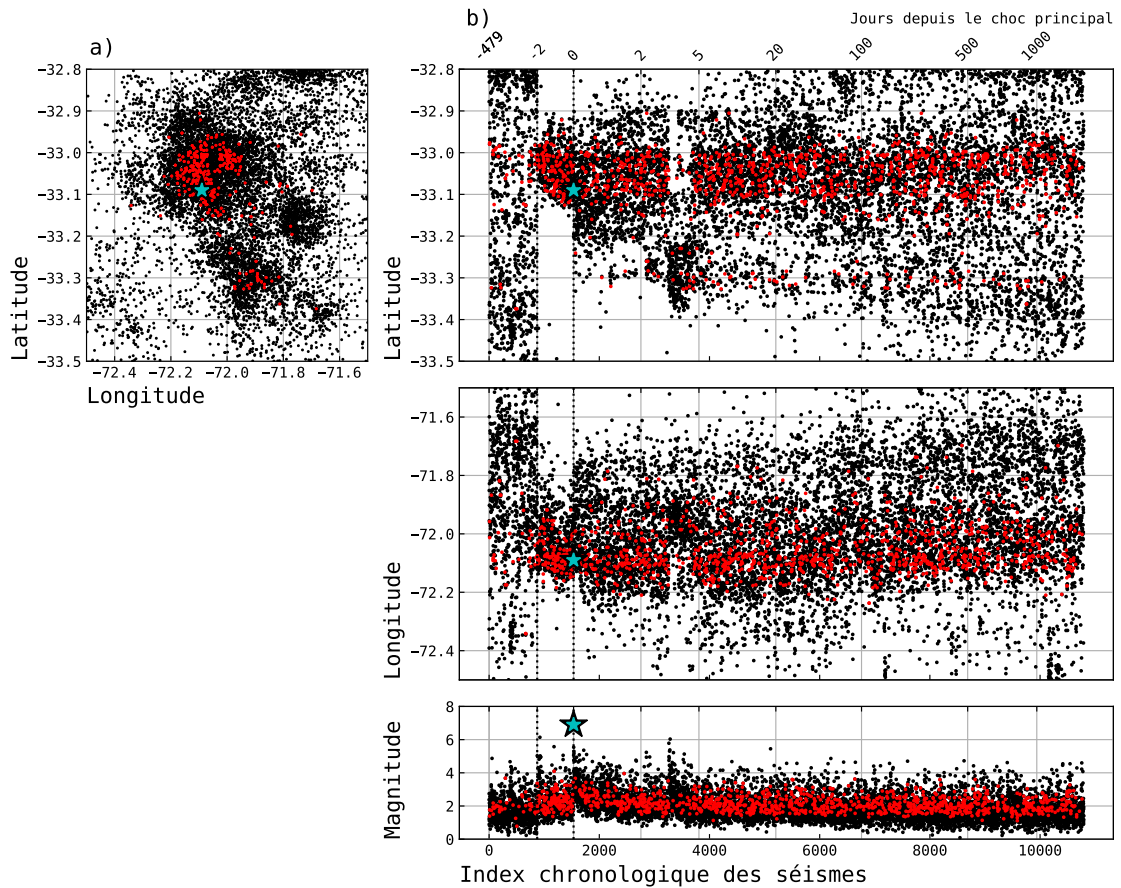 b)
Jours depuis le choc principal
a)
-479 -2 0 2 5 20 100 500 1000
−32.8
−32.9
−33.0
−33.1
−33.2
−33.3
−33.4
−33.5
Latitude
−72.4 −72.2 −72.0 −71.8 −71.6
Longitude
−32.8
−32.9
−33.0
−33.1
−33.2
−33.3
−33.4
−33.5
Latitude
−71.6
−71.8
−72.0
−72.2
−72.4
Longitude
8
6
4
2
0
Magnitude
0 2000 4000 6000 8000 10000
Index chronologique des séismes